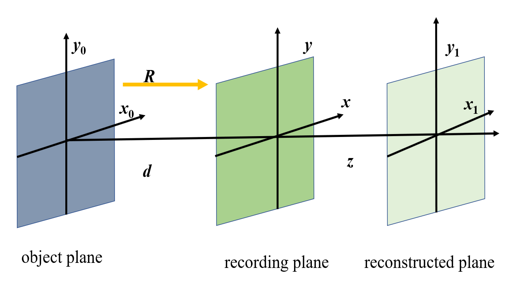 y₀
R
x₀
d
object plane
y
x
z
recording plane
y₁
x₁
reconstructed plane